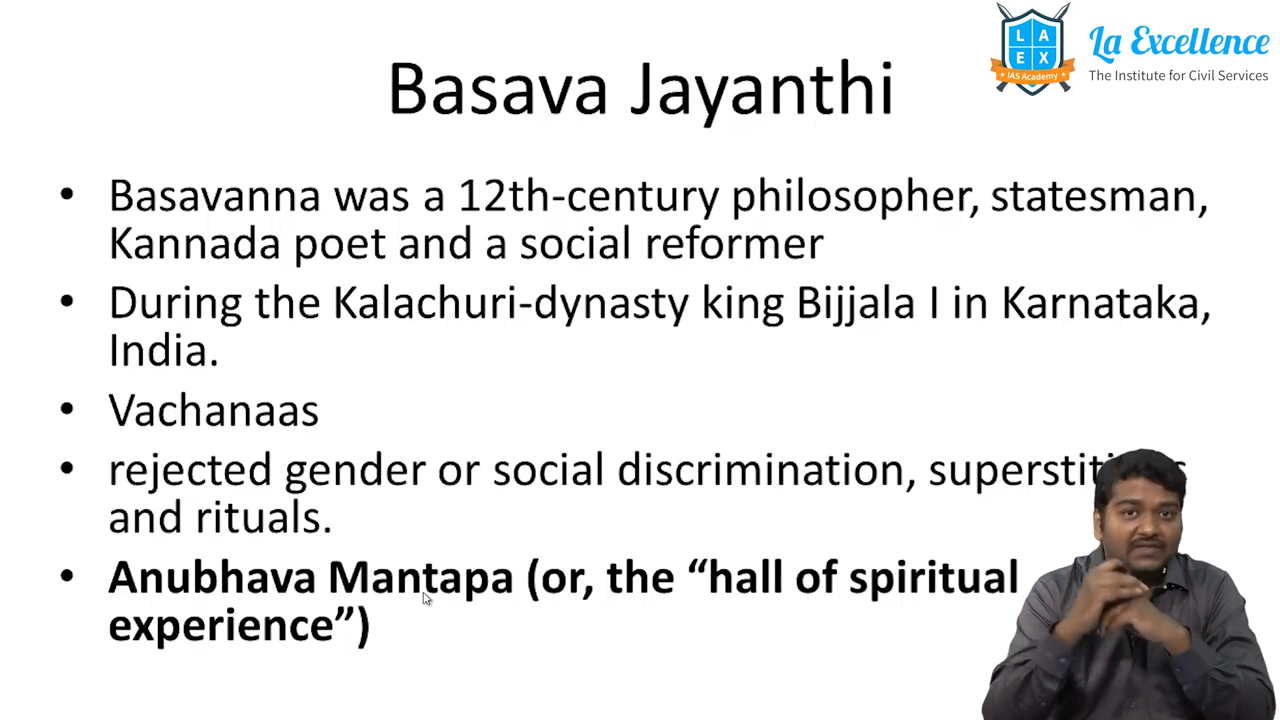 L A
E X
IAS Academy
La Excellence
The Institute for Civil Services
Basava Jayanthi
• Basavanna was a 12th-century philosopher, statesman,
Kannada poet and a social reformer
• During the Kalachuri-dynasty king Bijjala I in Karnataka,
India.
• Vachanaas
• rejected gender or social discrimination,
and rituals.
• Anubhava Mantapa (or, the “hall of spiritual
experience”)